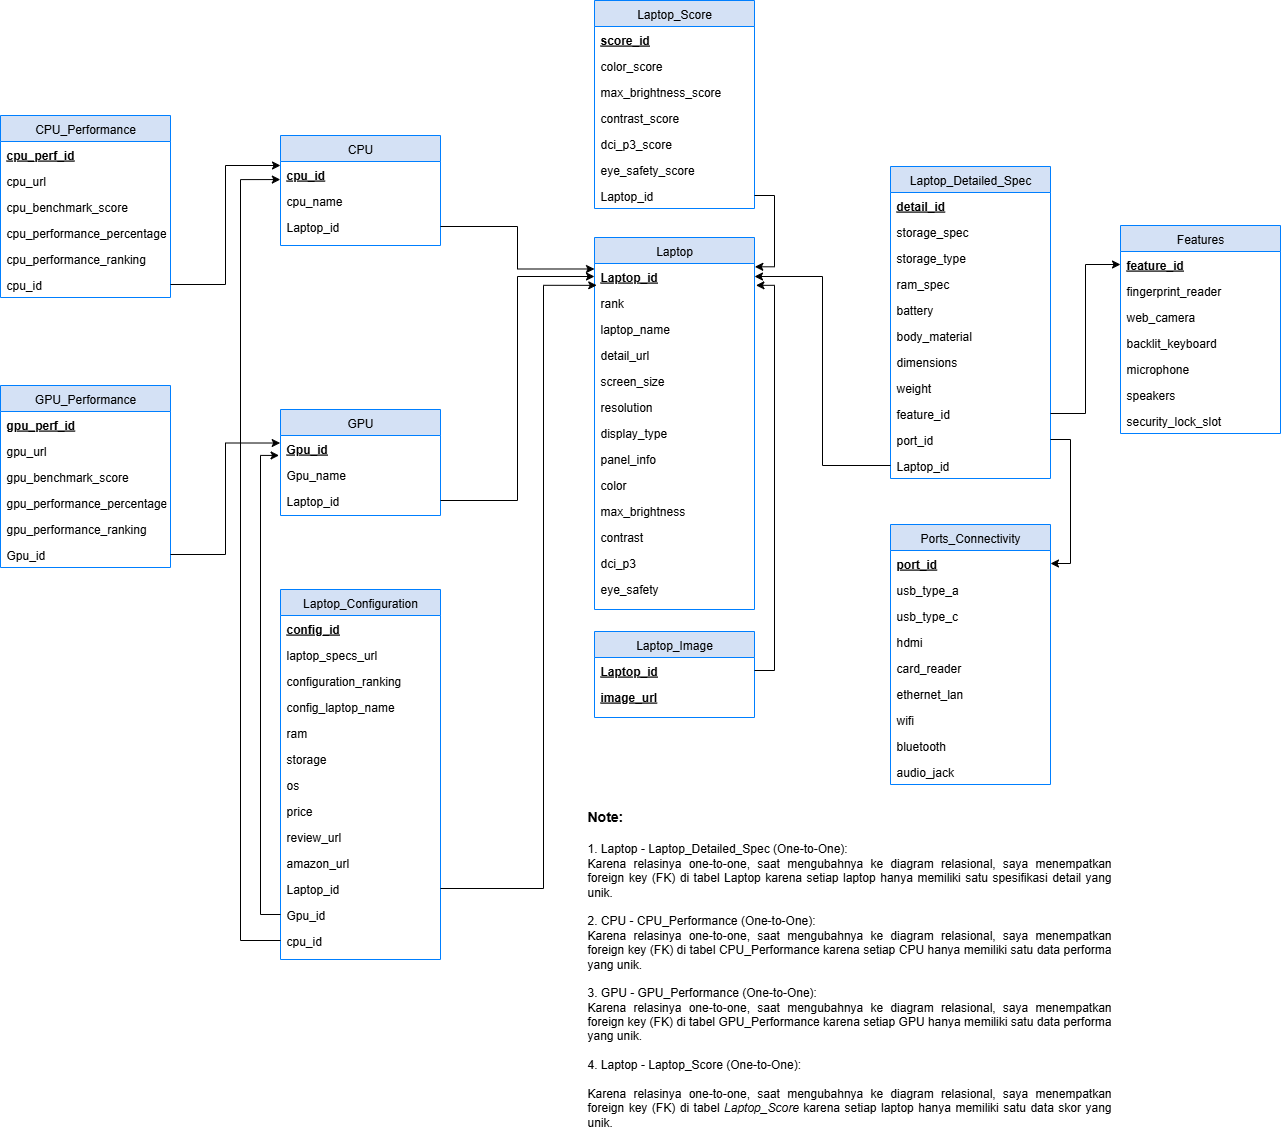 Laptop_Score
score_id
color_score
max_brightness_score
contrast_score
dci_p3_score
eye_safety_score
Laptop_id
CPU_Performance
cpu_perf_id
cpu_url
cpu_benchmark_score
cpu_performance_percentage
cpu_performance_ranking
cpu_id
CPU
cpu_id
cpu_name
Laptop_id
Laptop_Detailed_Spec
detail_id
storage_spec
storage_type
ram_spec
battery
body_material
dimensions
weight
feature_id
port_id
Laptop_id
Features
feature_id
fingerprint_reader
web_camera
backlit_keyboard
microphone
speakers
security_lock_slot
Laptop
Laptop_id
rank
laptop_name
detail_url
screen_size
resolution
display_type
panel_info
color
max_brightness
contrast
dci_p3
eye_safety
GPU_Performance
gpu_perf_id
gpu_url
gpu_benchmark_score
gpu_performance_percentage
gpu_performance_ranking
Gpu_id
GPU
Gpu_id
Gpu_name
Laptop_id
Laptop_Configuration
config_id
laptop_specs_url
configuration_ranking
config_laptop_name
ram
storage
os
price
review_url
amazon_url
Laptop_id
Gpu_id
cpu_id
Laptop_Image
Laptop_id
image_url
Ports_Connectivity
port_id
usb_type_a
usb_type_c
hdmi
card_reader
ethernet_lan
wifi
bluetooth
audio_jack
Note:
1. Laptop - Laptop_Detailed_Spec (One-to-One):
Karena relasinya one-to-one, saat mengubahnya ke diagram relasional, saya menempatkan
foreign key (FK) di tabel Laptop karena setiap laptop hanya memiliki satu spesifikasi detail yang
unik.
2. CPU - CPU_Performance (One-to-One):
Karena relasinya one-to-one, saat mengubahnya ke diagram relasional, saya menempatkan
foreign key (FK) di tabel CPU_Performance karena setiap CPU hanya memiliki satu data performa
yang unik.
3. GPU - GPU_Performance (One-to-One):
Karena relasinya one-to-one, saat mengubahnya ke diagram relasional, saya menempatkan
foreign key (FK) di tabel GPU_Performance karena setiap GPU hanya memiliki satu data performa
yang unik.
4. Laptop - Laptop_Score (One-to-One):
Karena relasinya one-to-one, saat mengubahnya ke diagram relasional, saya menempatkan
foreign key (FK) di tabel Laptop_Score karena setiap laptop hanya memiliki satu data skor yang
unik.